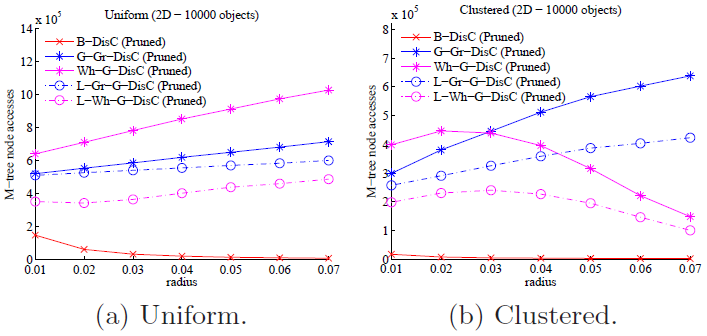 Uniform (2D − 10000 objects)
x 10^5
M−tree node accesses
14
12
10
8
6
4
2
0
B−DisC (Pruned)
G−Gr−DisC (Pruned)
Wh−G−DisC (Pruned)
L−Gr−G−DisC (Pruned)
L−Wh−G−DisC (Pruned)
0.01 0.02 0.03 0.04 0.05 0.06 0.07
radius
(a) Uniform.
Clustered (2D − 10000 objects)
x 10^5
M−tree node accesses
8
7
6
5
4
3
2
1
0
B−DisC (Pruned)
G−Gr−DisC (Pruned)
Wh−G−DisC (Pruned)
L−Gr−G−DisC (Pruned)
L−Wh−G−DisC (Pruned)
0.01 0.02 0.03 0.04 0.05 0.06 0.07
radius
(b) Clustered.